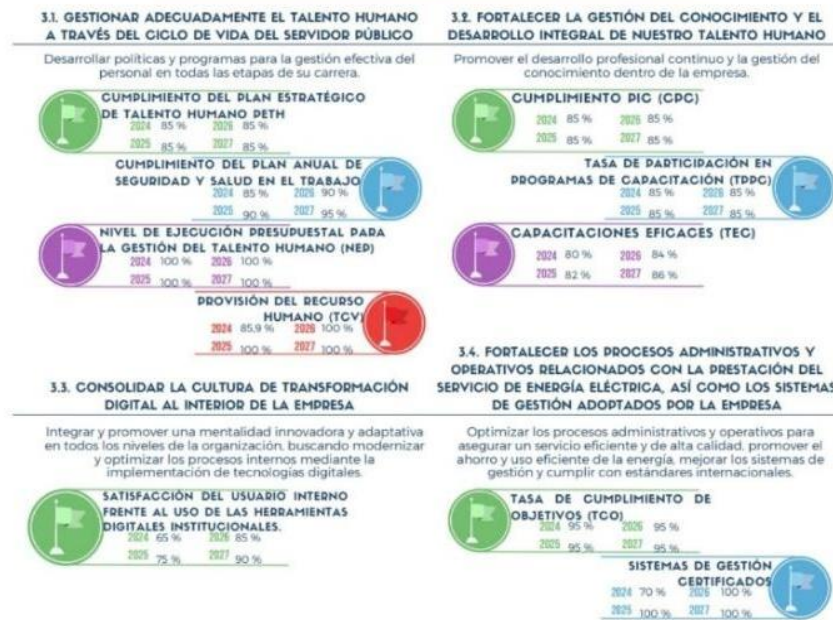 3.1. GESTIONAR ADECUADAMENTE EL TALENTO HUMANO
A TRAVÉS DEL CICLO DE VIDA DEL SERVIDOR PÚBLICO
Desarrollar políticas y programas para la gestión efectiva del
personal en todas las etapas de su carrera.
CUMPLIMIENTO DEL PLAN ESTRATÉGICO
DE TALENTO HUMANO PETH
2024 85 % 2026 85 %
2025 85 % 2027 85 %
CUMPLIMIENTO DEL PLAN ANUAL DE
SEGURIDAD Y SALUD EN EL TRABAJO
2024 85 % 2026 90 %
2025 90 % 2027 95 %
NIVEL DE EJECUCIÓN PRESUPUESTAL PARA
LA GESTIÓN DEL TALENTO HUMANO (NEP)
2024 100 % 2026 100 %
2025 100 % 2027 100 %
PROVISIÓN DEL RECURSO
HUMANO (TCV)
2024 85,9 % 2026 100 %
2025 100 % 2027 100 %
3.2. FORTALECER LA GESTIÓN DEL CONOCIMIENTO Y EL
DESARROLLO INTEGRAL DE NUESTRO TALENTO HUMANO
Promover el desarrollo profesional continuo y la gestión del
conocimiento dentro de la empresa.
CUMPLIMIENTO PIC (CPC)
2024 85 % 2026 85 %
2025 85 % 2027 85 %
TASA DE PARTICIPACIÓN EN
PROGRAMAS DE CAPACITACIÓN (TPPC)
2024 85 % 2026 85 %
2025 85 % 2027 85 %
CAPACITACIONES EFICACES (TEC)
2024 80 % 2026 84 %
2025 82 % 2027 86 %
3.3. CONSOLIDAR LA CULTURA DE TRANSFORMACIÓN
DIGITAL AL INTERIOR DE LA EMPRESA
Integrar y promover una mentalidad innovadora y adaptativa
en todos los niveles de la organización, buscando modernizar
y optimizar los procesos internos mediante la
implementación de tecnologías digitales.
SATISFACCIÓN DEL USUARIO INTERNO
FRENTE AL USO DE LAS HERRAMIENTAS
DIGITALES INSTITUCIONALES.
2024 65 % 2026 85 %
2025 75 % 2027 90 %
3.4. FORTALECER LOS PROCESOS ADMINISTRATIVOS Y
OPERATIVOS RELACIONADOS CON LA PRESTACIÓN DEL
SERVICIO DE ENERGÍA ELÉCTRICA, ASÍ COMO LOS SISTEMAS
DE GESTIÓN ADOPTADOS POR LA EMPRESA
Optimizar los procesos administrativos y operativos para
asegurar un servicio eficiente y de alta calidad, promover el
ahorro y uso eficiente de la energía, mejorar los sistemas de
gestión y cumplir con estándares internacionales.
TASA DE CUMPLIMIENTO DE
OBJETIVOS (TCO)
2024 95 % 2026 95 %
2025 95 % 2027 95 %
SISTEMAS DE GESTIÓN
CERTIFICADOS
2024 70 % 2026 100 %
2025 100 % 2027 100 %